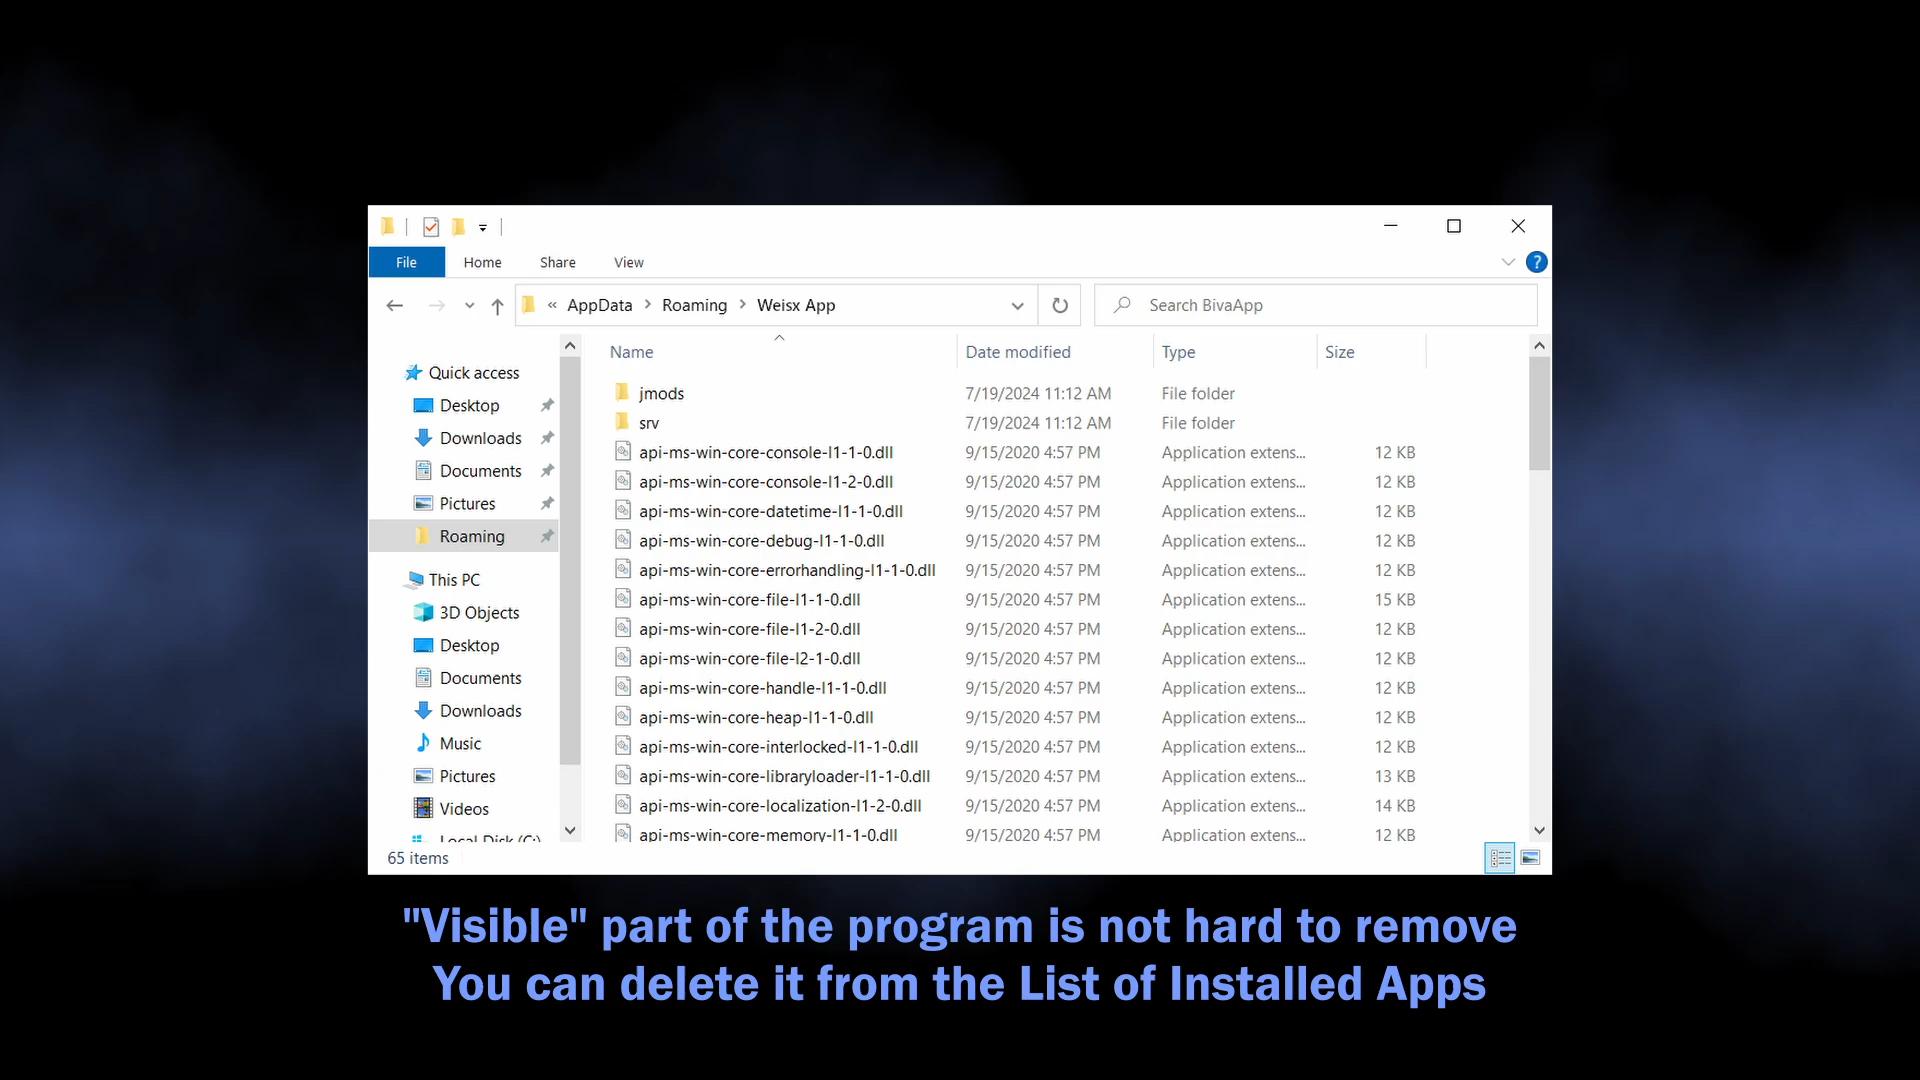 File Home Share View
« AppData Roaming Weisx App Search BivaApp
Name Date modified Type Size
Quick access
Desktop
Downloads
Documents
Pictures
Roaming
This PC
3D Objects
Desktop
Documents
Downloads
Music
Pictures
Videos
Local Disk (C:)
jmods 7/19/2024 11:12 AM File folder
srv 7/19/2024 11:12 AM File folder
api-ms-win-core-console-l1-1-0.dll 9/15/2020 4:57 PM Application extens... 12 KB
api-ms-win-core-console-l1-2-0.dll 9/15/2020 4:57 PM Application extens... 12 KB
api-ms-win-core-datetime-l1-1-0.dll 9/15/2020 4:57 PM Application extens... 12 KB
api-ms-win-core-debug-l1-1-0.dll 9/15/2020 4:57 PM Application extens... 12 KB
api-ms-win-core-errorhandling-l1-1-0.dll 9/15/2020 4:57 PM Application extens... 12 KB
api-ms-win-core-file-l1-1-0.dll 9/15/2020 4:57 PM Application extens... 15 KB
api-ms-win-core-file-l1-2-0.dll 9/15/2020 4:57 PM Application extens... 12 KB
api-ms-win-core-file-l2-1-0.dll 9/15/2020 4:57 PM Application extens... 12 KB
api-ms-win-core-handle-l1-1-0.dll 9/15/2020 4:57 PM Application extens... 12 KB
api-ms-win-core-heap-l1-1-0.dll 9/15/2020 4:57 PM Application extens... 12 KB
api-ms-win-core-interlocked-l1-1-0.dll 9/15/2020 4:57 PM Application extens... 12 KB
api-ms-win-core-libraryloader-l1-1-0.dll 9/15/2020 4:57 PM Application extens... 13 KB
api-ms-win-core-localization-l1-2-0.dll 9/15/2020 4:57 PM Application extens... 14 KB
api-ms-win-core-memory-l1-1-0.dll 9/15/2020 4:57 PM Application extens... 12 KB
65 items
"Visible" part of the program is not hard to remove
You can delete it from the List of Installed Apps